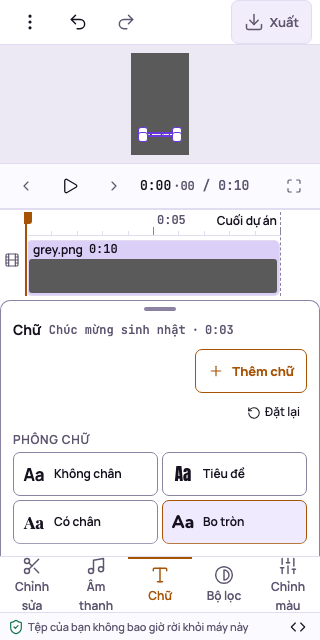 Xuất
0:00.00 / 0:10
0:05 Cuối dự án
grey.png 0:10
Chữ Chúc mừng sinh nhật · 0:03
Thêm chữ
Đặt lại
PHÔNG CHỮ
Aa Không chân
Aa Tiêu đề
Aa Có chân
Aa Bo tròn
Chỉnh sửa
Âm thanh
Chữ
Bộ lọc
Chỉnh màu
Tệp của bạn không bao giờ rời khỏi máy này